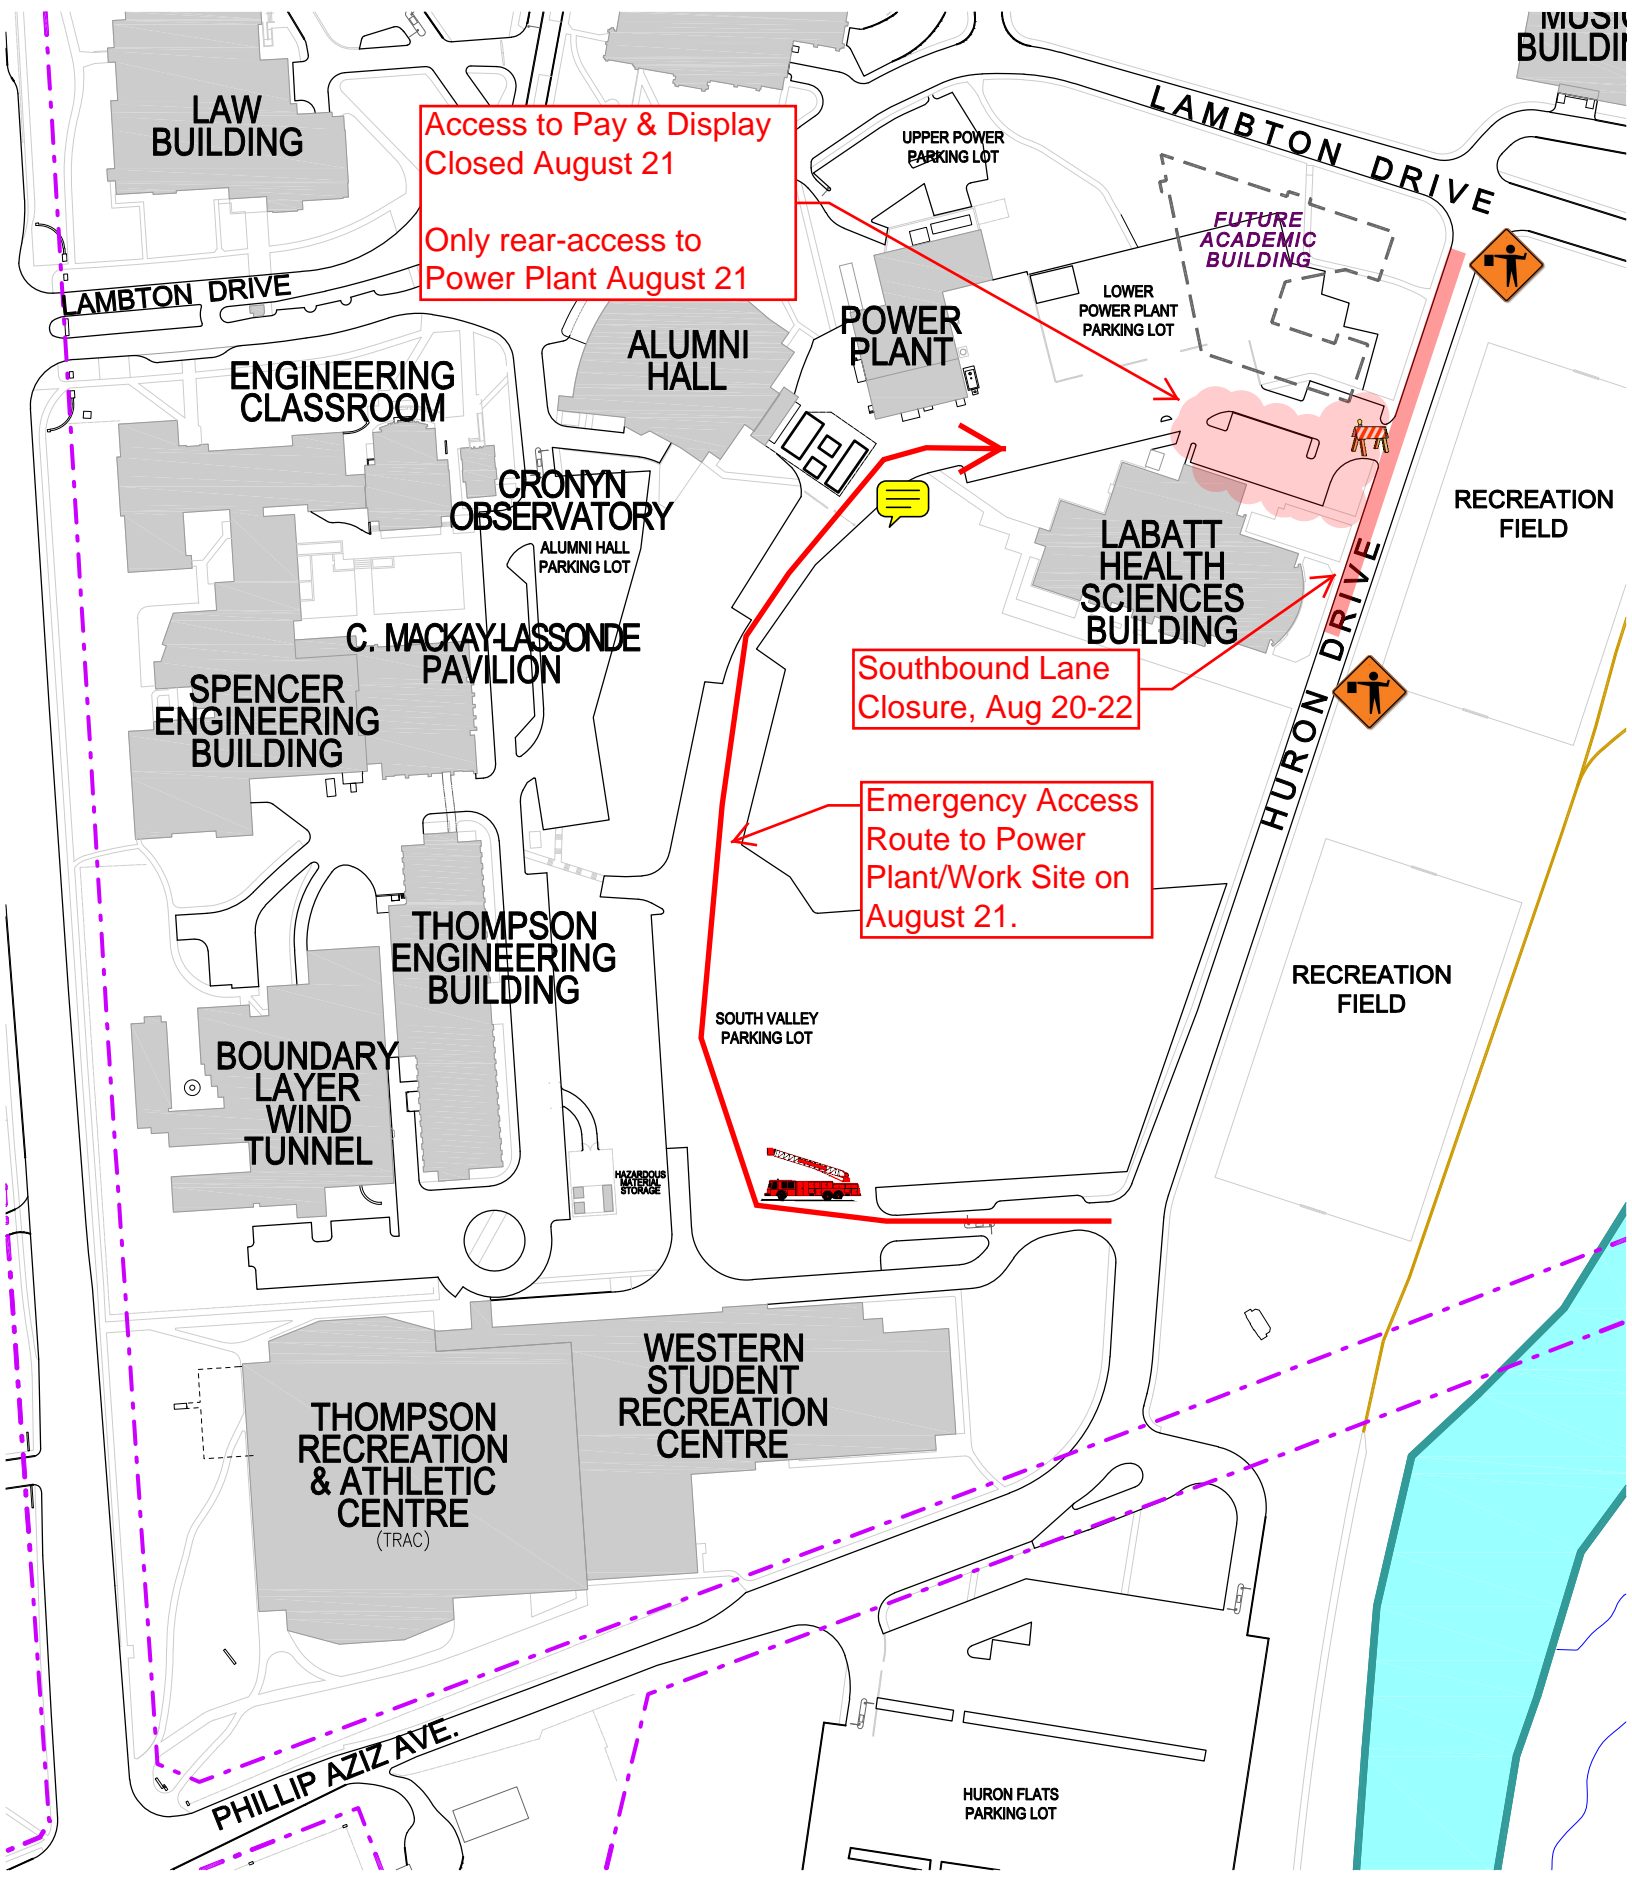 MUSIC
BUILDIN
LAW
BUILDING
Access to Pay & Display
Closed August 21
Only rear-access to
Power Plant August 21
UPPER POWER
PARKING LOT
LAMBTON DRIVE
FUTURE
ACADEMIC
BUILDING
LAMBTON DRIVE
LOWER
POWER PLANT
PARKING LOT
POWER
PLANT
ALUMNI
HALL
ENGINEERING
CLASSROOM
CRONYN
OBSERVATORY
ALUMNI HALL
PARKING LOT
RECREATION
FIELD
LABATT
HEALTH
SCIENCES
BUILDING
C. MACKAY-LASSONDE
PAVILION
SPENCER
ENGINEERING
BUILDING
Southbound Lane
Closure, Aug 20-22
HURON DRIVE
Emergency Access
Route to Power
Plant/Work Site on
August 21.
THOMPSON
ENGINEERING
BUILDING
RECREATION
FIELD
SOUTH VALLEY
PARKING LOT
BOUNDARY
LAYER
WIND
TUNNEL
HAZARDOUS
MATERIAL
STORAGE
WESTERN
STUDENT
RECREATION
CENTRE
THOMPSON
RECREATION
& ATHLETIC
CENTRE
(TRAC)
PHILLIP AZIZ AVE.
HURON FLATS
PARKING LOT